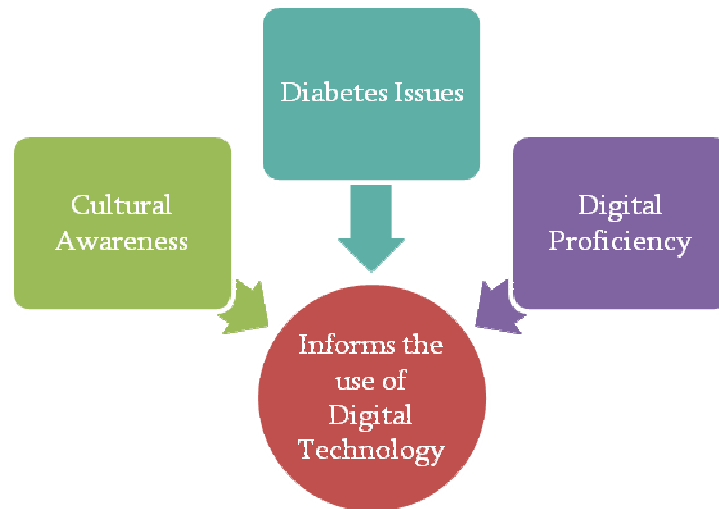 Diabetes Issues
Cultural
Awareness
Digital
Proficiency
Informs the
use of
Digital
Technology